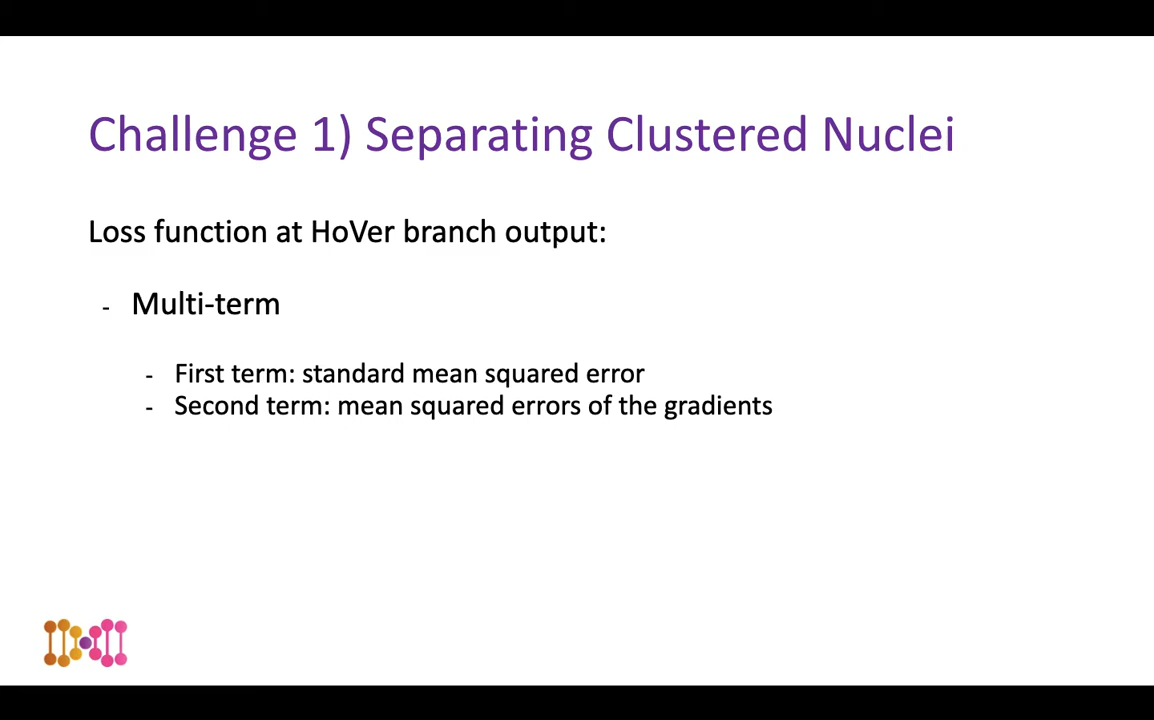 Challenge 1) Separating Clustered Nuclei
Loss function at HoVer branch output:
- Multi-term
- First term: standard mean squared error
- Second term: mean squared errors of the gradients